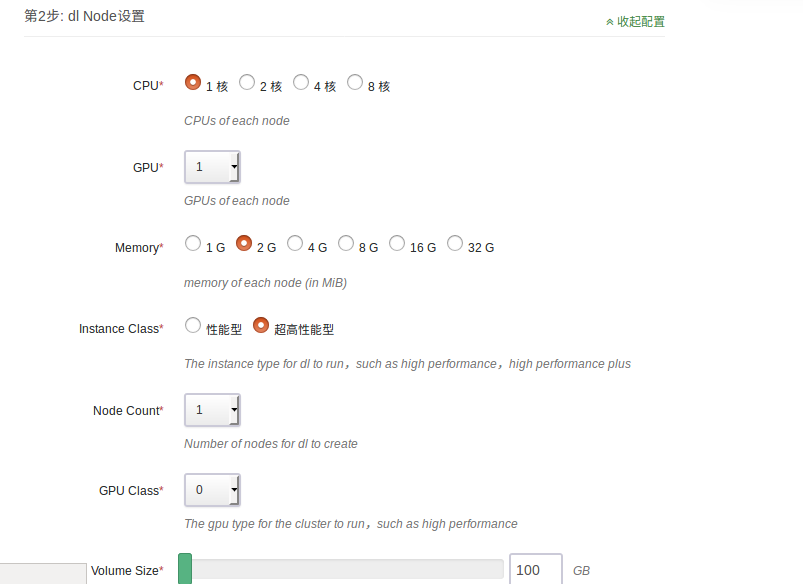 第2步: dl Node设置
收起配置
CPU* 1 核 2 核 4 核 8 核
CPUs of each node
GPU* 1
GPUs of each node
Memory* 1 G 2 G 4 G 8 G 16 G 32 G
memory of each node (in MiB)
Instance Class* 性能型 超高性能型
The instance type for dl to run，such as high performance，high performance plus
Node Count* 1
Number of nodes for dl to create
GPU Class* 0
The gpu type for the cluster to run，such as high performance
Volume Size* 100 GB